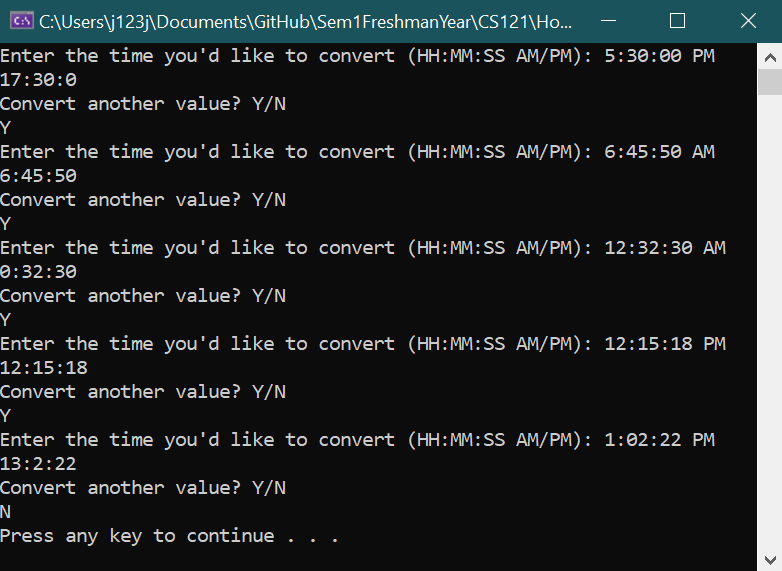 C:\Users\j123j\Documents\GitHub\Sem1FreshmanYear\CS121\Ho...
Enter the time you'd like to convert (HH:MM:SS AM/PM): 5:30:00 PM
17:30:0
Convert another value? Y/N
Y
Enter the time you'd like to convert (HH:MM:SS AM/PM): 6:45:50 AM
6:45:50
Convert another value? Y/N
Y
Enter the time you'd like to convert (HH:MM:SS AM/PM): 12:32:30 AM
0:32:30
Convert another value? Y/N
Y
Enter the time you'd like to convert (HH:MM:SS AM/PM): 12:15:18 PM
12:15:18
Convert another value? Y/N
Y
Enter the time you'd like to convert (HH:MM:SS AM/PM): 1:02:22 PM
13:2:22
Convert another value? Y/N
N
Press any key to continue . . .